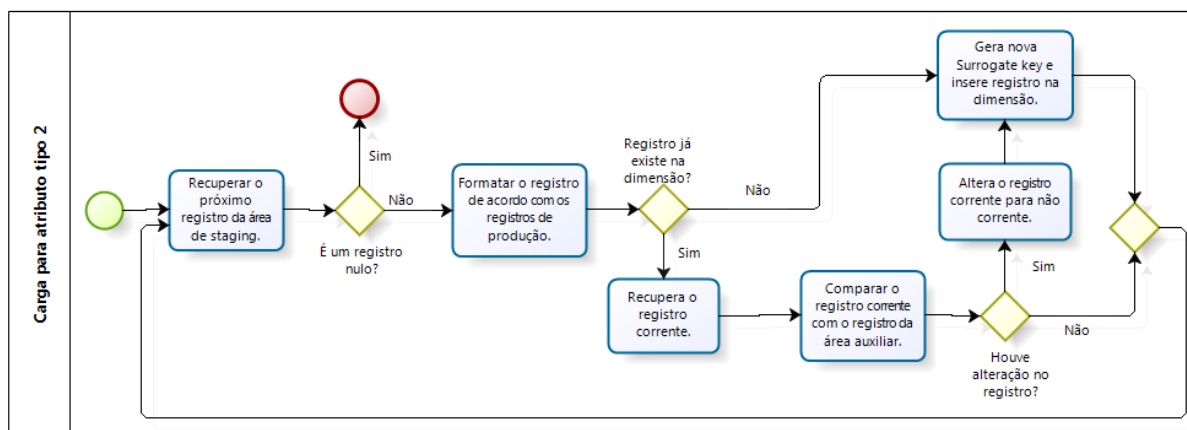 Carga para atributo tipo 2
Recuperar o
próximo
registro da área
de staging.
Sim
Não
É um registro
nulo?
Formatar o registro
de acordo com os
registros de
produção.
Registro já
existe na
dimensão?
Não
Sim
Recupera o
registro
corrente.
Comparar o
registro corrente
com o registro da
área auxiliar.
Houve
alteração no
registro?
Sim
Não
Altera o registro
corrente para não
corrente.
Gera nova
Surrogate key e
insere registro na
dimensão.